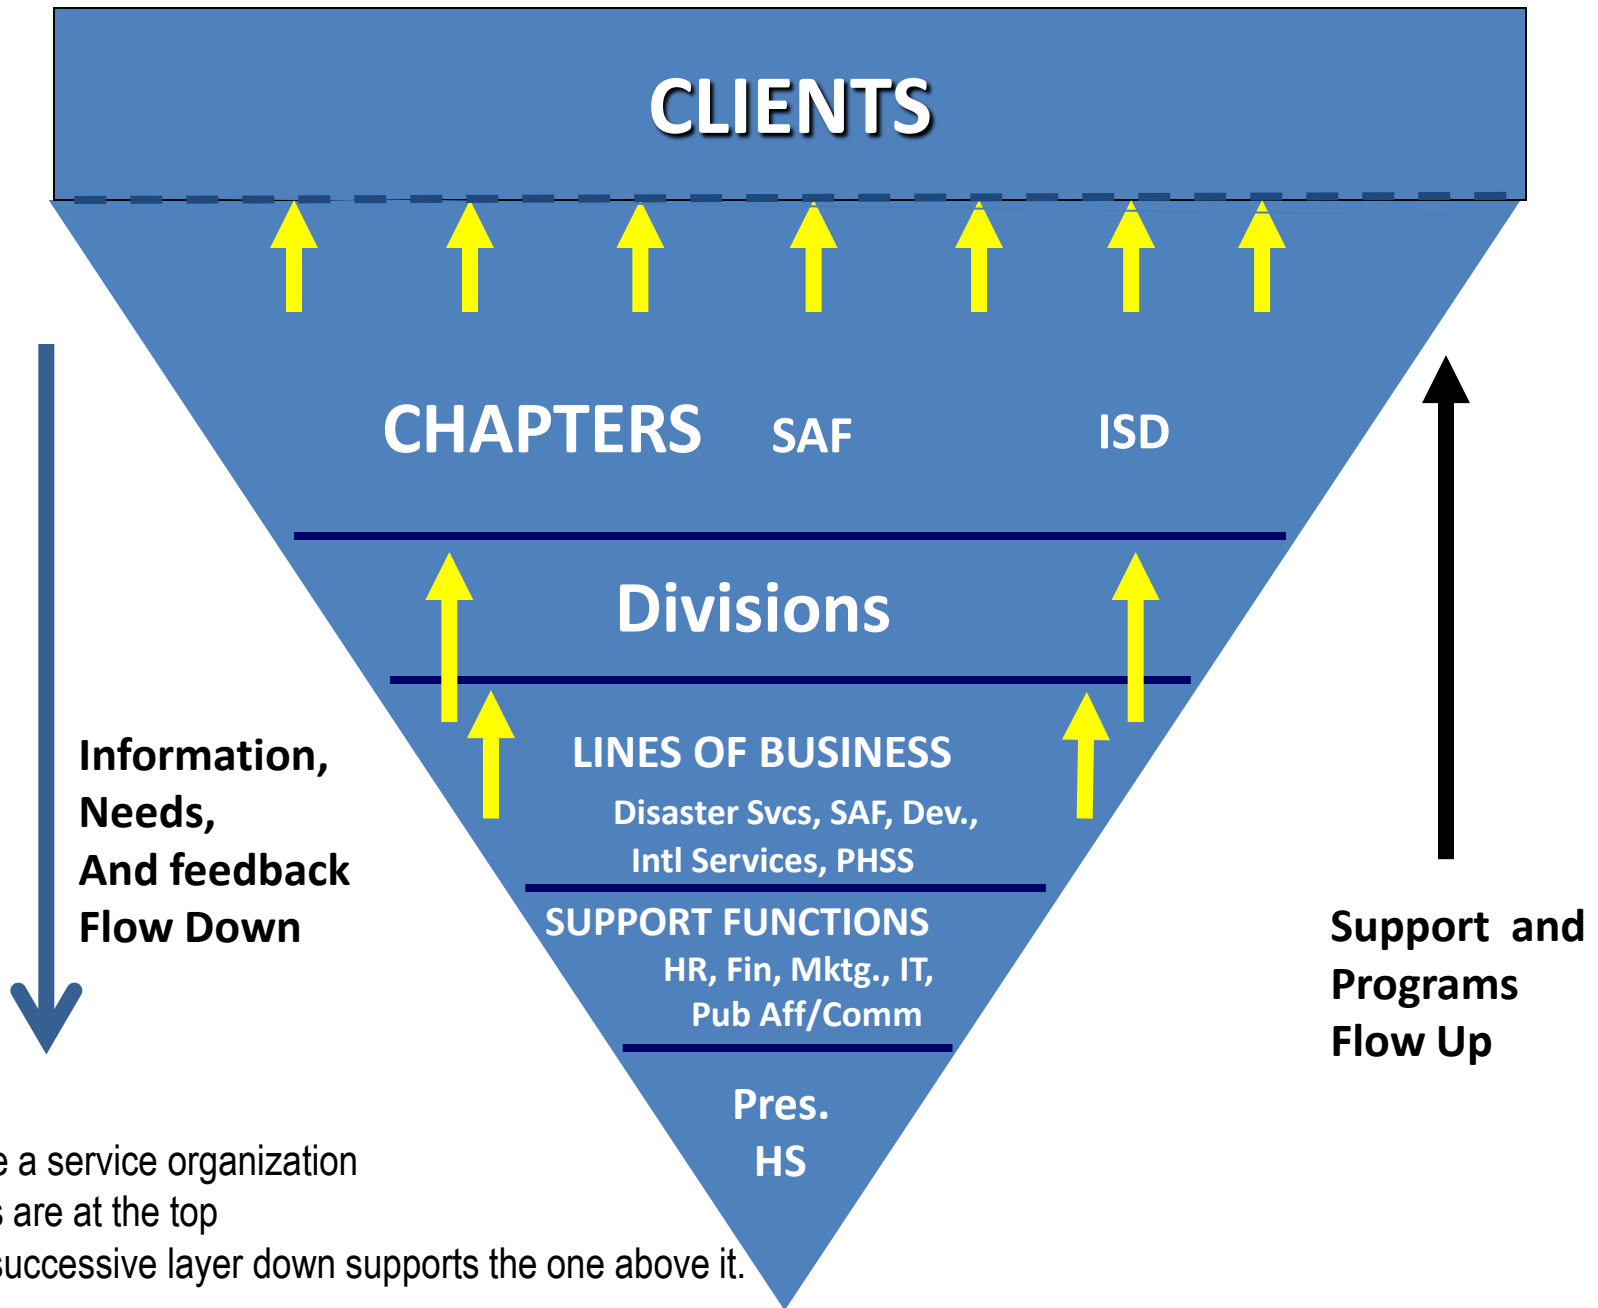 CLIENTS
CHAPTERS SAF ISD
Divisions
LINES OF BUSINESS
Disaster Svcs, SAF, Dev.,
Intl Services, PHSS
SUPPORT FUNCTIONS
HR, Fin, Mktg., IT,
Pub Aff/Comm
Pres.
HS
Information,
Needs,
And feedback
Flow Down
Support and
Programs
Flow Up
a service organization
are at the top
successive layer down supports the one above it.